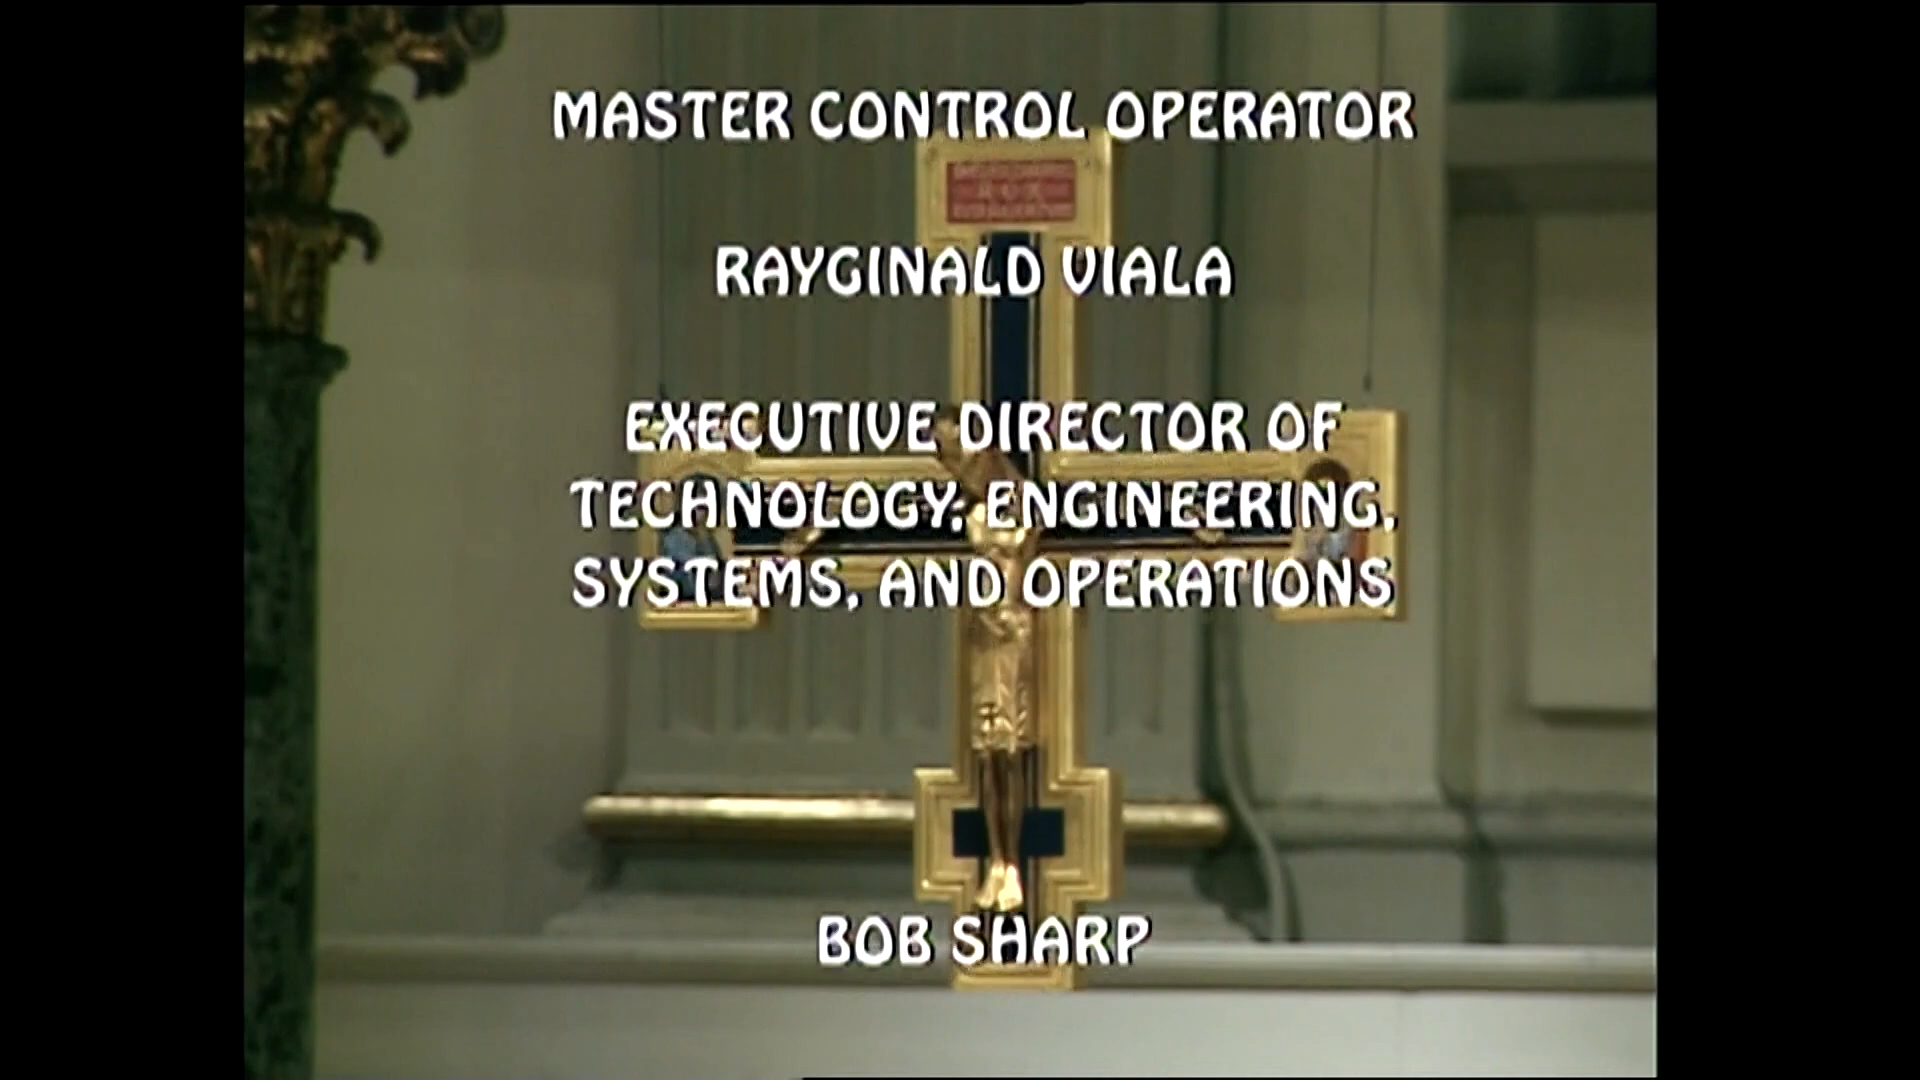 MASTER CONTROL OPERATOR
RAYGINALD VIALA
EXECUTIVE DIRECTOR OF
TECHNOLOGY, ENGINEERING,
SYSTEMS, AND OPERATIONS
BOB SHARP